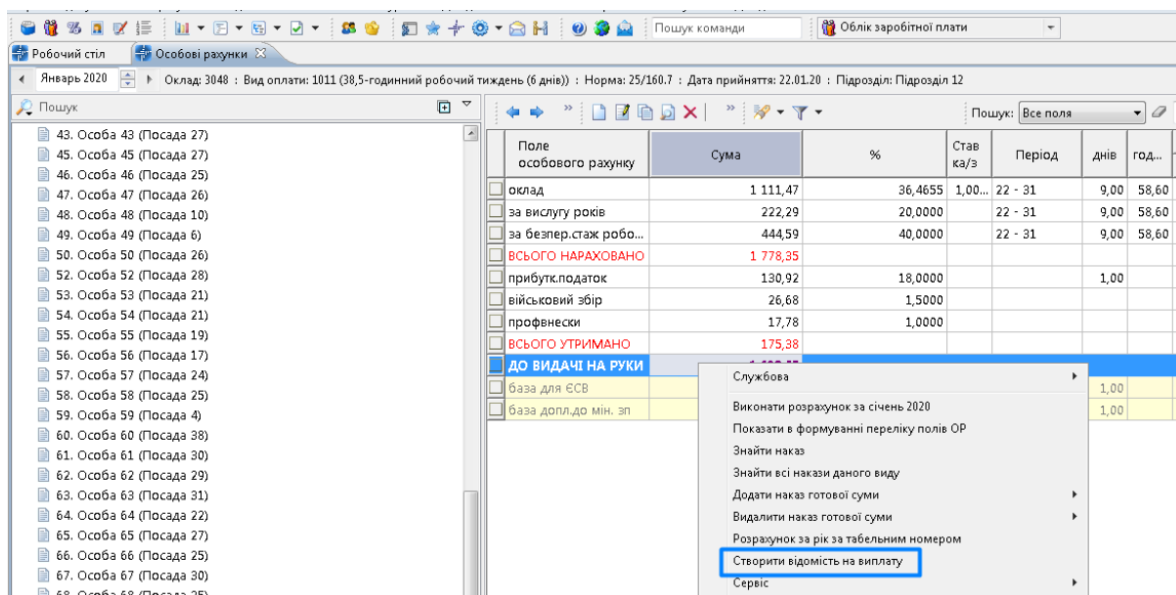 Пошук команди
Облік заробітної плати
Робочий стіл
Особові рахунки
Январь 2020 Оклад: 3048 : Вид оплати: 1011 (38,5-годинний робочий тиждень (6 днів)) : Норма: 25/160.7 : Дата прийняття: 22.01.20 : Підрозділ: Підрозділ 12
Пошук
Пошук: Все поля
43. Особа 43 (Посада 27)
45. Особа 45 (Посада 27)
46. Особа 46 (Посада 25)
47. Особа 47 (Посада 26)
48. Особа 48 (Посада 10)
49. Особа 49 (Посада 6)
50. Особа 50 (Посада 26)
52. Особа 52 (Посада 28)
53. Особа 53 (Посада 21)
54. Особа 54 (Посада 21)
55. Особа 55 (Посада 19)
56. Особа 56 (Посада 17)
57. Особа 57 (Посада 24)
58. Особа 58 (Посада 25)
59. Особа 59 (Посада 4)
60. Особа 60 (Посада 38)
61. Особа 61 (Посада 30)
62. Особа 62 (Посада 29)
63. Особа 63 (Посада 31)
64. Особа 64 (Посада 22)
65. Особа 65 (Посада 27)
66. Особа 66 (Посада 25)
67. Особа 67 (Посада 30)
Поле особового рахунку Сума % Став ка/з Період днів год...
оклад 1 111,47 36,4655 1,00... 22 - 31 9,00 58,60
за вислугу років 222,29 20,0000 22 - 31 9,00 58,60
за безпер.стаж робо... 444,59 40,0000 22 - 31 9,00 58,60
ВСЬОГО НАРАХОВАНО 1 778,35
прибутк.податок 130,92 18,0000 1,00
військовий збір 26,68 1,5000
профвнески 17,78 1,0000
ВСЬОГО УТРИМАНО 175,38
ДО ВИДАЧІ НА РУКИ
база для ЄСВ 1,00
база допл.до мін. зп 1,00
Службова
Виконати розрахунок за січень 2020
Показати в формуванні переліку полів ОР
Знайти наказ
Знайти всі накази даного виду
Додати наказ готової суми
Видалити наказ готової суми
Розрахунок за рік за табельним номером
Створити відомість на виплату
Сервіс